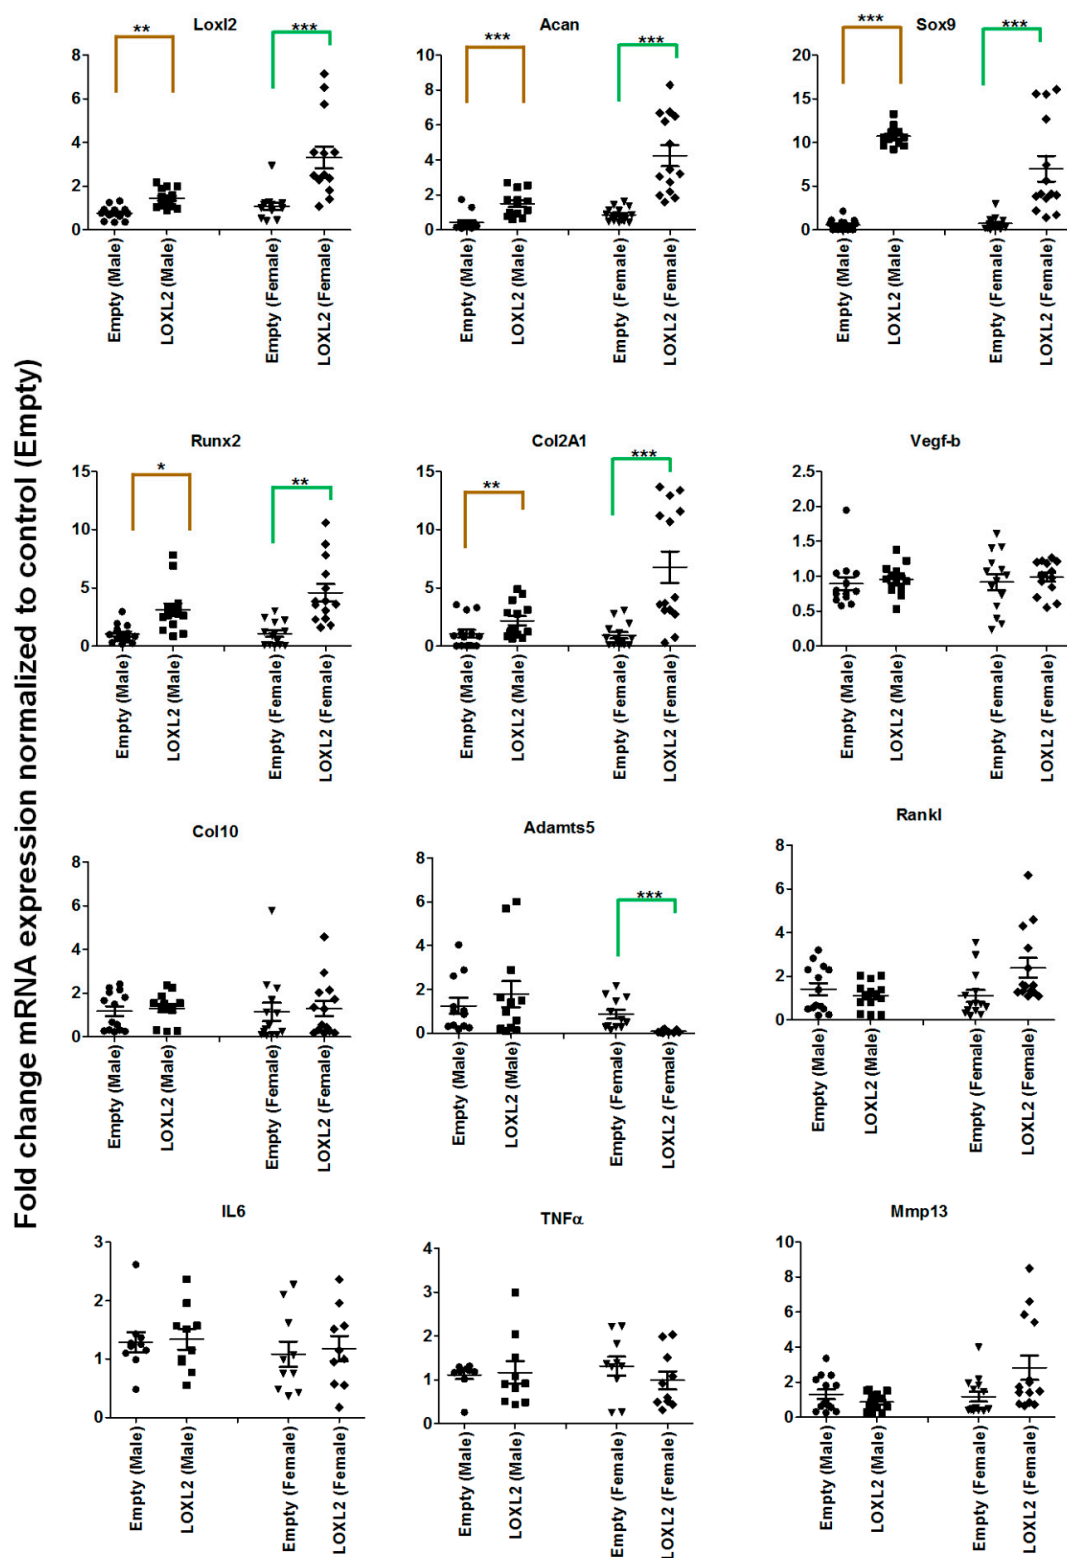 Fold change mRNA expression normalized to control (Empty)
Loxl2
** ***
8
6
4
2
0
Empty (Male)
LOXL2 (Male)
Empty (Female)
LOXL2 (Female)
Acan
*** ***
10
8
6
4
2
0
Empty (Male)
LOXL2 (Male)
Empty (Female)
LOXL2 (Female)
Sox9
*** ***
20
15
10
5
0
Empty (Male)
LOXL2 (Male)
Empty (Female)
LOXL2 (Female)
Runx2
* **
15
10
5
0
Empty (Male)
LOXL2 (Male)
Empty (Female)
LOXL2 (Female)
Col2A1
** ***
15
10
5
0
Empty (Male)
LOXL2 (Male)
Empty (Female)
LOXL2 (Female)
Vegf-b
2.5
2.0
1.5
1.0
0.5
0.0
Empty (Male)
LOXL2 (Male)
Empty (Female)
LOXL2 (Female)
Col10
8
6
4
2
0
Empty (Male)
LOXL2 (Male)
Empty (Female)
LOXL2 (Female)
Adamts5
***
8
6
4
2
0
Empty (Male)
LOXL2 (Male)
Empty (Female)
LOXL2 (Female)
Rankl
8
6
4
2
0
Empty (Male)
LOXL2 (Male)
Empty (Female)
LOXL2 (Female)
IL6
3
2
1
0
Empty (Male)
LOXL2 (Male)
Empty (Female)
LOXL2 (Female)
TNFα
4
3
2
1
0
Empty (Male)
LOXL2 (Male)
Empty (Female)
LOXL2 (Female)
Mmp13
10
8
6
4
2
0
Empty (Male)
LOXL2 (Male)
Empty (Female)
LOXL2 (Female)